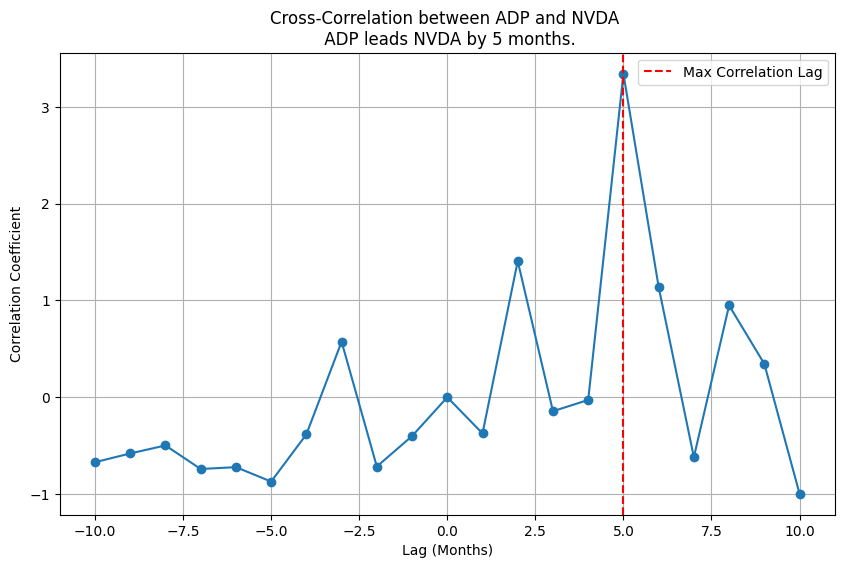 Cross-Correlation between ADP and NVDA
ADP leads NVDA by 5 months.
Max Correlation Lag
Correlation Coefficient
3
2
1
0
−1
−10.0 −7.5 −5.0 −2.5 0.0 2.5 5.0 7.5 10.0
Lag (Months)